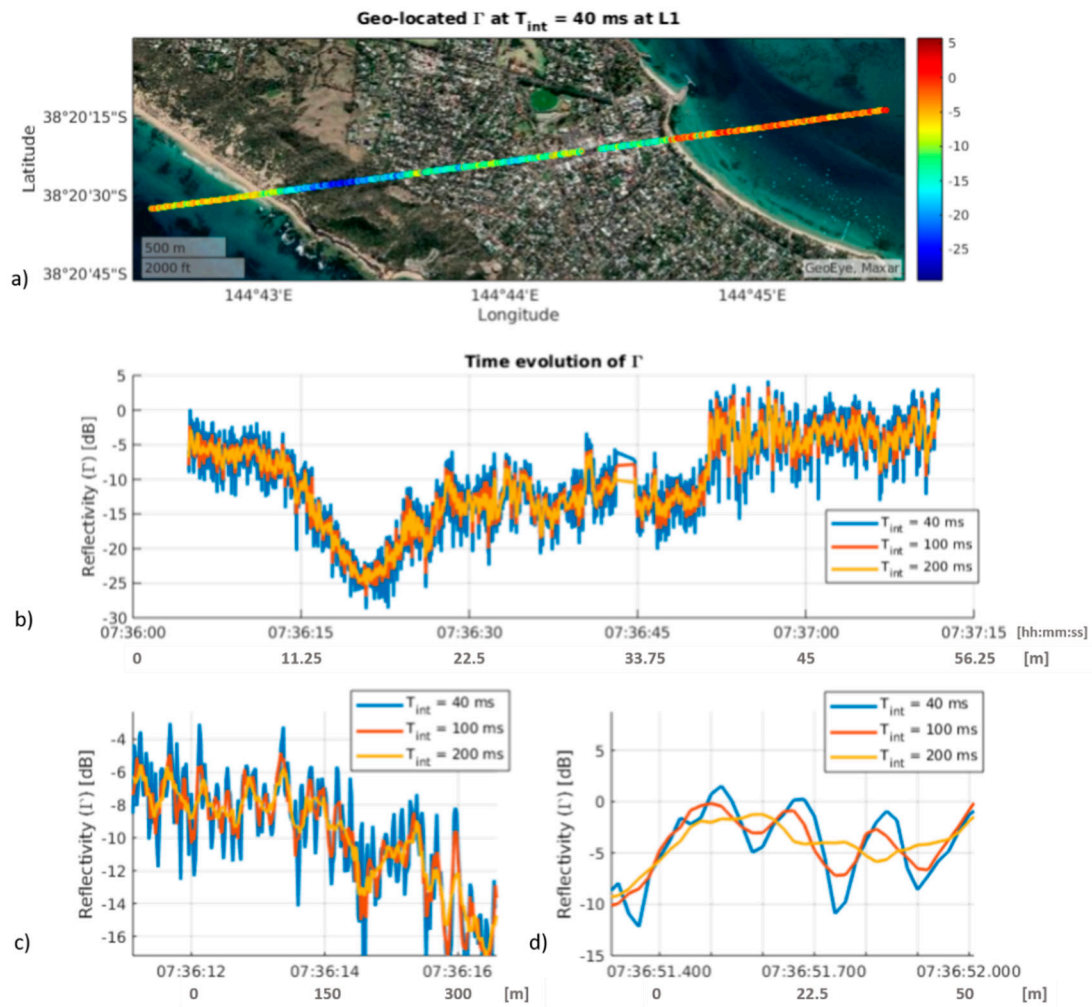 Geo-located Γ at T_int = 40 ms at L1
38°20'15"S
38°20'30"S
38°20'45"S
Latitude
500 m
2000 ft
GeoEye, Maxar
144°43'E 144°44'E 144°45'E
Longitude
5
0
-5
-10
-15
-20
-25
a)
Time evolution of Γ
Reflectivity (Γ) [dB]
5
0
-5
-10
-15
-20
-25
-30
T_int = 40 ms
T_int = 100 ms
T_int = 200 ms
b)
07:36:00 07:36:15 07:36:30 07:36:45 07:37:00 07:37:15 [hh:mm:ss]
0 11.25 22.5 33.75 45 56.25 [m]
T_int = 40 ms
T_int = 100 ms
T_int = 200 ms
Reflectivity (Γ) [dB]
-4
-6
-8
-10
-12
-14
-16
c)
07:36:12 07:36:14 07:36:16
0 150 300 [m]
T_int = 40 ms
T_int = 100 ms
T_int = 200 ms
Reflectivity (Γ) [dB]
5
0
-5
-10
-15
d)
07:36:51.400 07:36:51.700 07:36:52.000
0 22.5 50 [m]